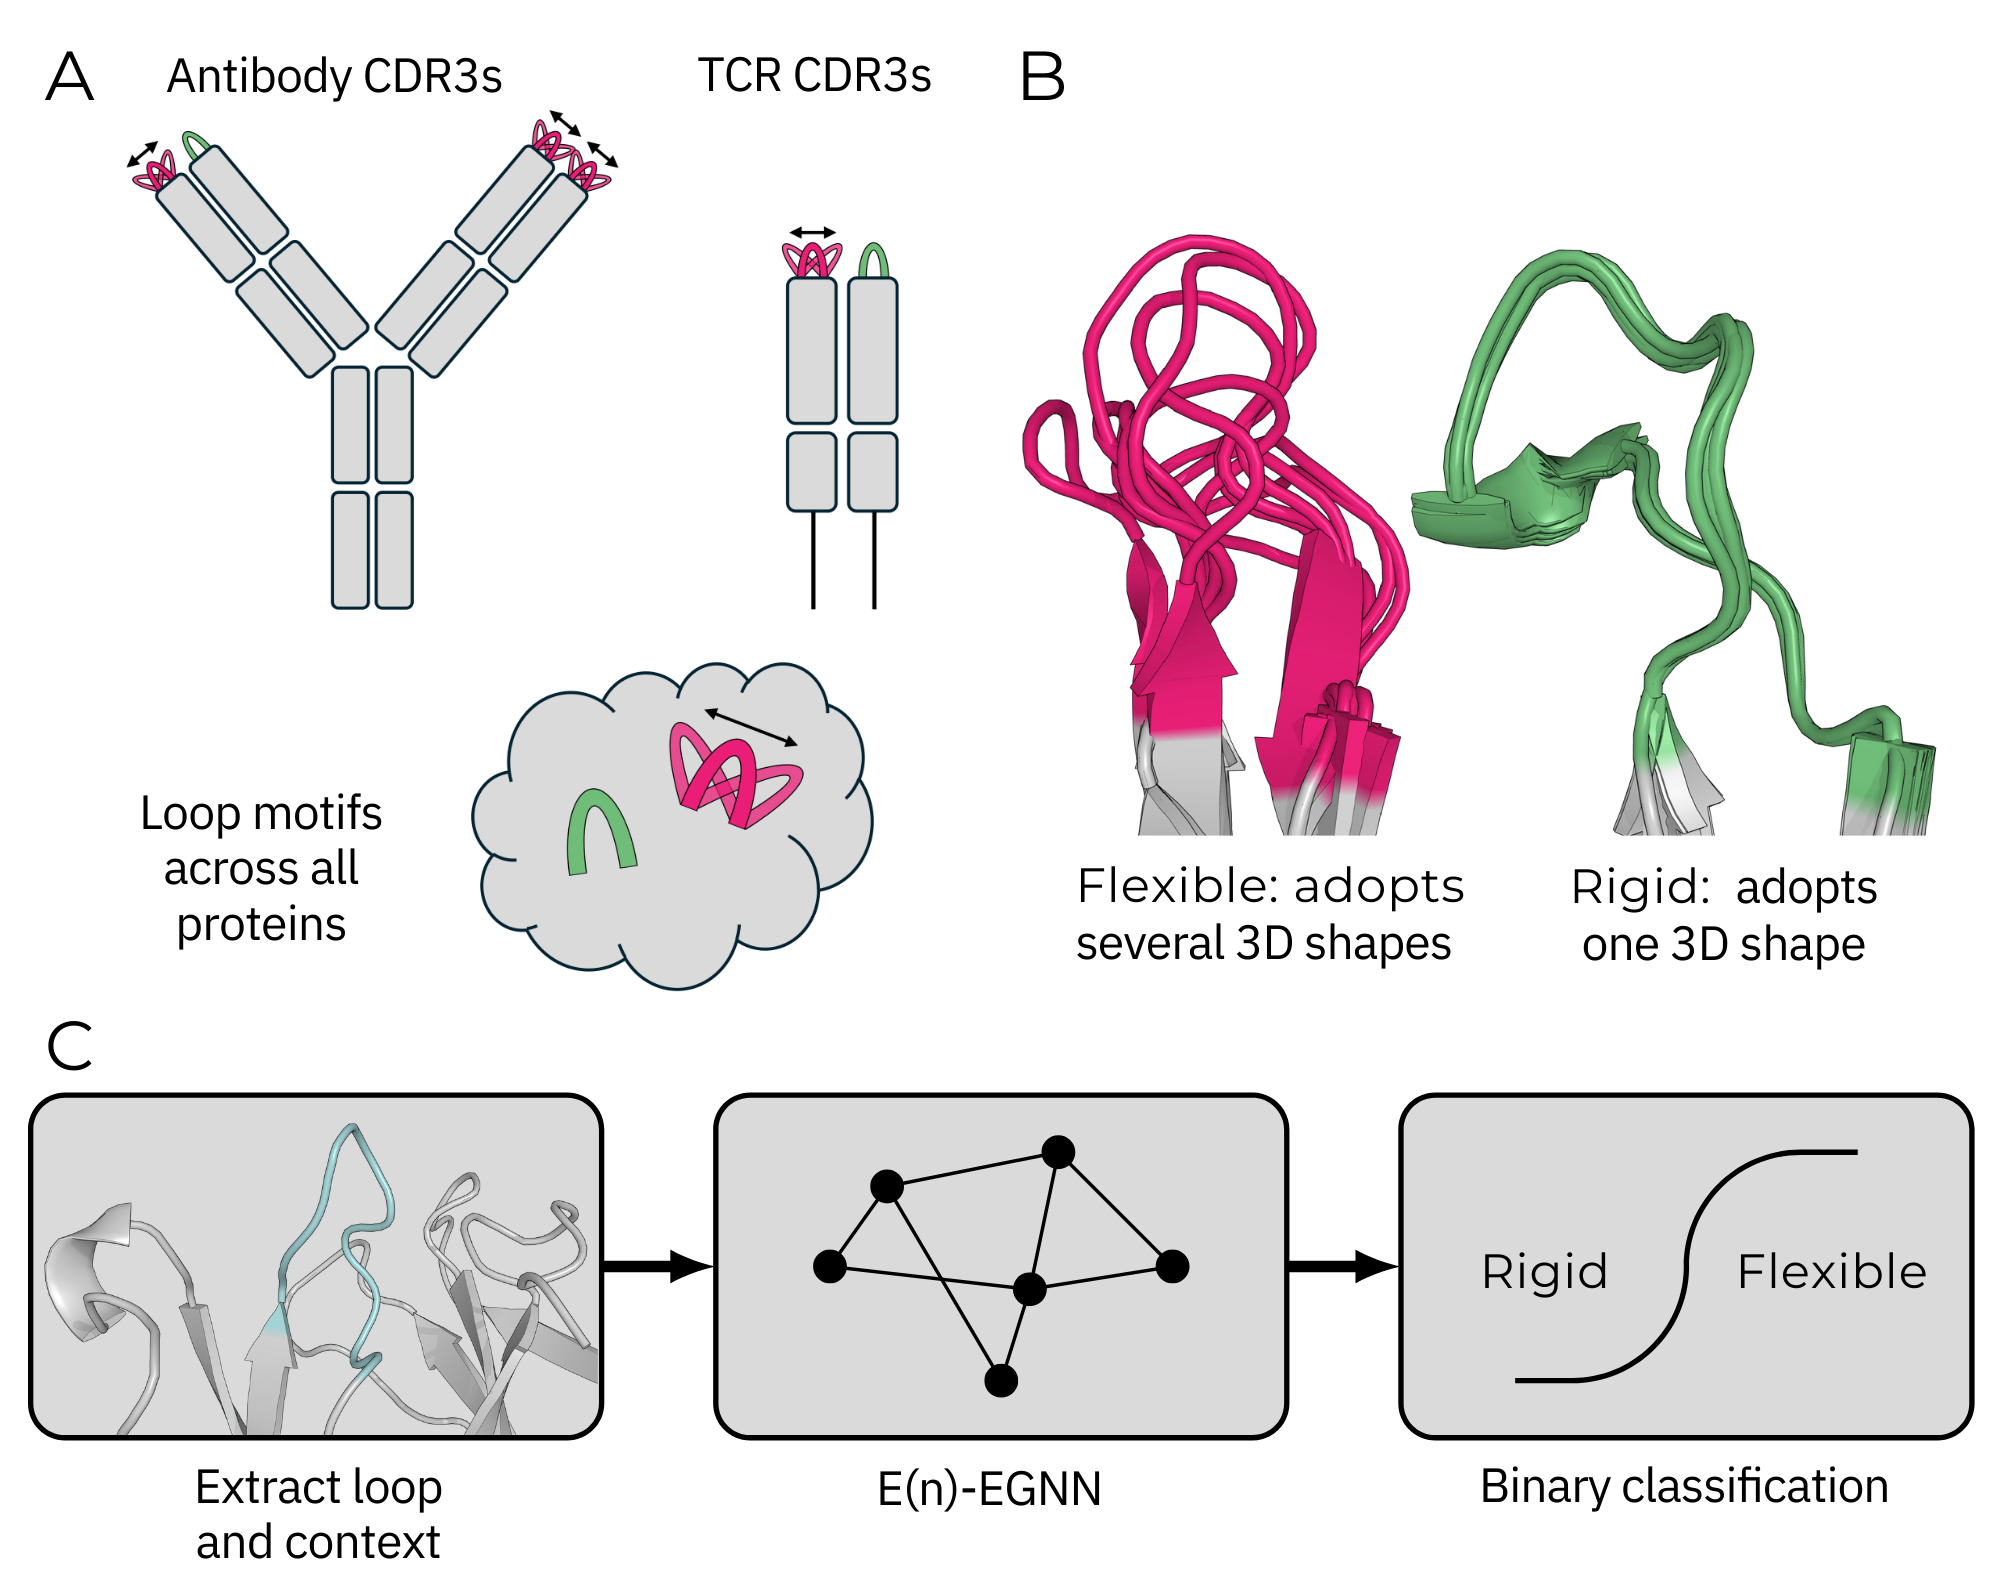 A
Antibody CDR3s
TCR CDR3s
Loop motifs
across all
proteins
B
Flexible: adopts
several 3D shapes
Rigid: adopts
one 3D shape
C
Extract loop
and context
E(n)-EGNN
Rigid
Flexible
Binary classification